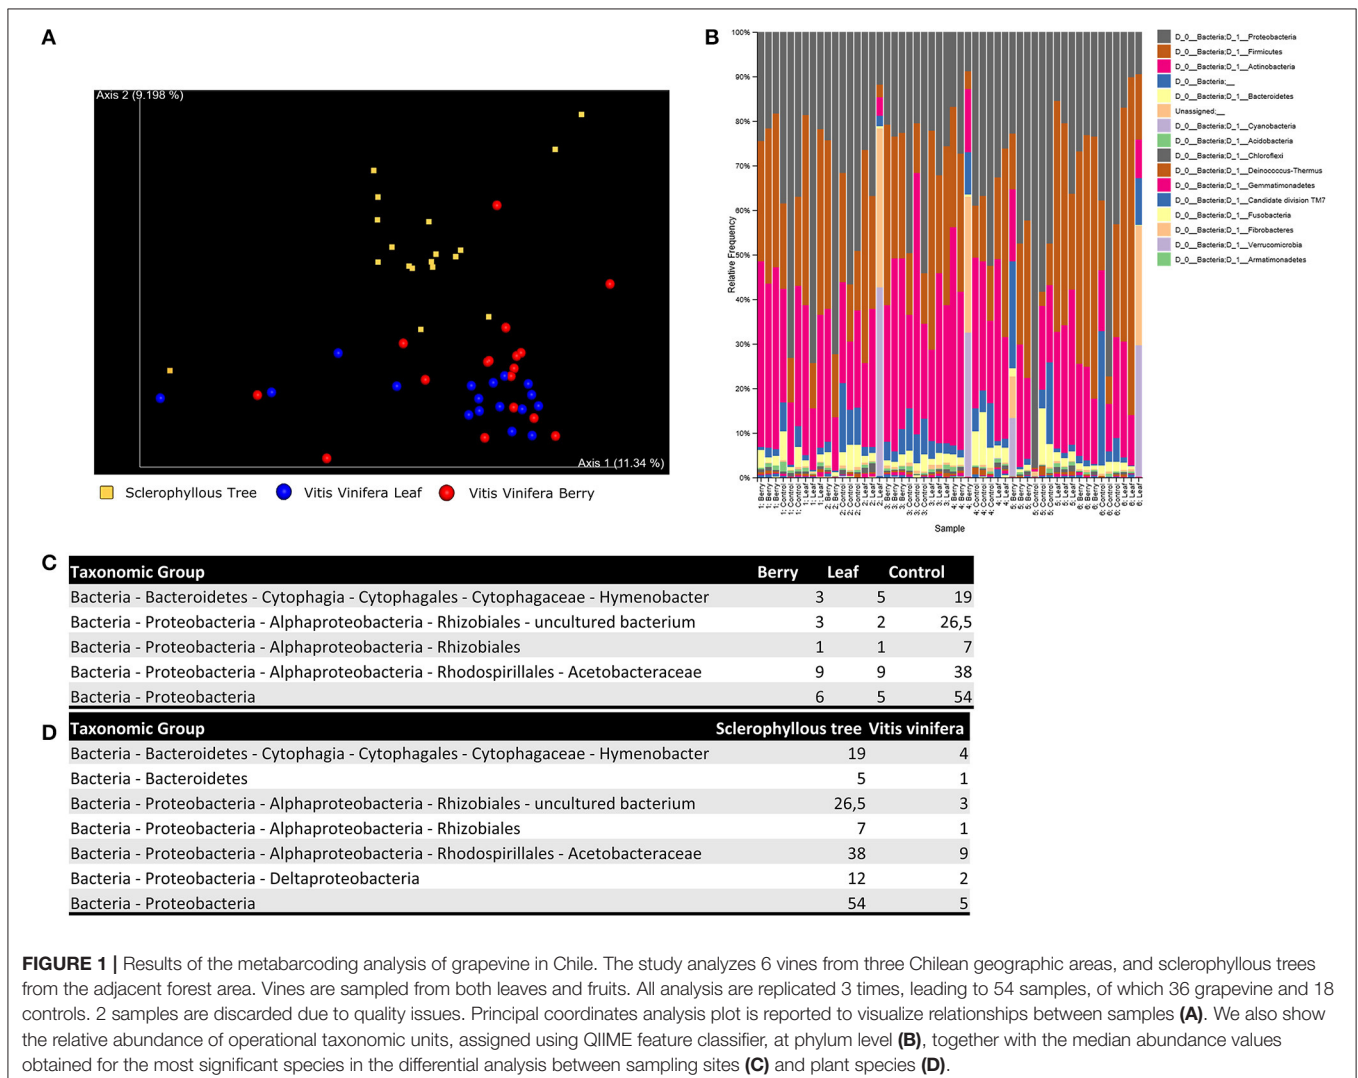 A
Axis 2 (9.198 %)
Axis 1 (11.34 %)
Sclerophyllous Tree
Vitis Vinifera Leaf
Vitis Vinifera Berry
B
100%
90%
80%
70%
60%
50%
40%
30%
20%
10%
0%
Relative Frequency
Sample
D_0__Bacteria;D_1__Proteobacteria
D_0__Bacteria;D_1__Firmicutes
D_0__Bacteria;D_1__Actinobacteria
D_0__Bacteria;__
D_0__Bacteria;D_1__Bacteroidetes
Unassigned;__
D_0__Bacteria;D_1__Cyanobacteria
D_0__Bacteria;D_1__Acidobacteria
D_0__Bacteria;D_1__Chloroflexi
D_0__Bacteria;D_1__Deinococcus-Thermus
D_0__Bacteria;D_1__Gemmatimonadetes
D_0__Bacteria;D_1__Candidate division TM7
D_0__Bacteria;D_1__Fusobacteria
D_0__Bacteria;D_1__Fibrobacteres
D_0__Bacteria;D_1__Verrucomicrobia
D_0__Bacteria;D_1__Armatimonadetes
C
Taxonomic Group Berry Leaf Control
Bacteria - Bacteroidetes - Cytophagia - Cytophagales - Cytophagaceae - Hymenobacter 3 5 19
Bacteria - Proteobacteria - Alphaproteobacteria - Rhizobiales - uncultured bacterium 3 2 26,5
Bacteria - Proteobacteria - Alphaproteobacteria - Rhizobiales 1 1 7
Bacteria - Proteobacteria - Alphaproteobacteria - Rhodospirillales - Acetobacteraceae 9 9 38
Bacteria - Proteobacteria 6 5 54
D
Taxonomic Group Sclerophyllous tree Vitis vinifera
Bacteria - Bacteroidetes - Cytophagia - Cytophagales - Cytophagaceae - Hymenobacter 19 4
Bacteria - Bacteroidetes 5 1
Bacteria - Proteobacteria - Alphaproteobacteria - Rhizobiales - uncultured bacterium 26,5 3
Bacteria - Proteobacteria - Alphaproteobacteria - Rhizobiales 7 1
Bacteria - Proteobacteria - Alphaproteobacteria - Rhodospirillales - Acetobacteraceae 38 9
Bacteria - Proteobacteria - Deltaproteobacteria 12 2
Bacteria - Proteobacteria 54 5
FIGURE 1 | Results of the metabarcoding analysis of grapevine in Chile. The study analyzes 6 vines from three Chilean geographic areas, and sclerophyllous trees
from the adjacent forest area. Vines are sampled from both leaves and fruits. All analysis are replicated 3 times, leading to 54 samples, of which 36 grapevine and 18
controls. 2 samples are discarded due to quality issues. Principal coordinates analysis plot is reported to visualize relationships between samples (A). We also show
the relative abundance of operational taxonomic units, assigned using QIIME feature classifier, at phylum level (B), together with the median abundance values
obtained for the most significant species in the differential analysis between sampling sites (C) and plant species (D).